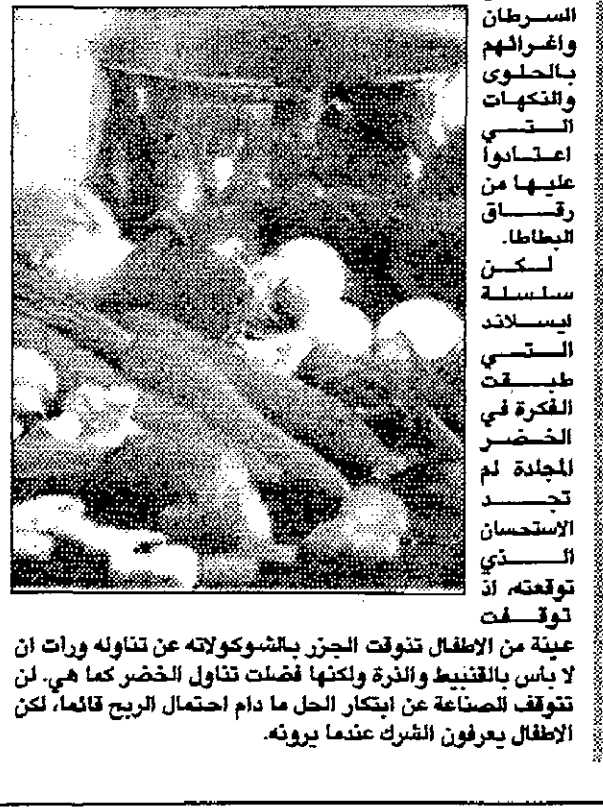 السرطان
واغرائهم
بالحلوى
والنكهات
التي
اعتادوا
عليها من
رقاق
البطاطا.
لكن
سلسلة
ايسلاند
التي
طبقت
الفكرة في
الخضر
المجلدة لم
تجد
الاستحسان
الذي
توقعته، اذ
توقفت
عينة من الاطفال تذوقت الجزر بالشوكولاته عن تناوله ورأت ان
لا بأس بالقنبيط والذرة ولكنها فضلت تناول الخضر كما هي. لن
تتوقف الصناعة عن ابتكار الحل ما دام احتمال الربح قائما، لكن
الاطفال يعرفون الشرك عندما يرونه.